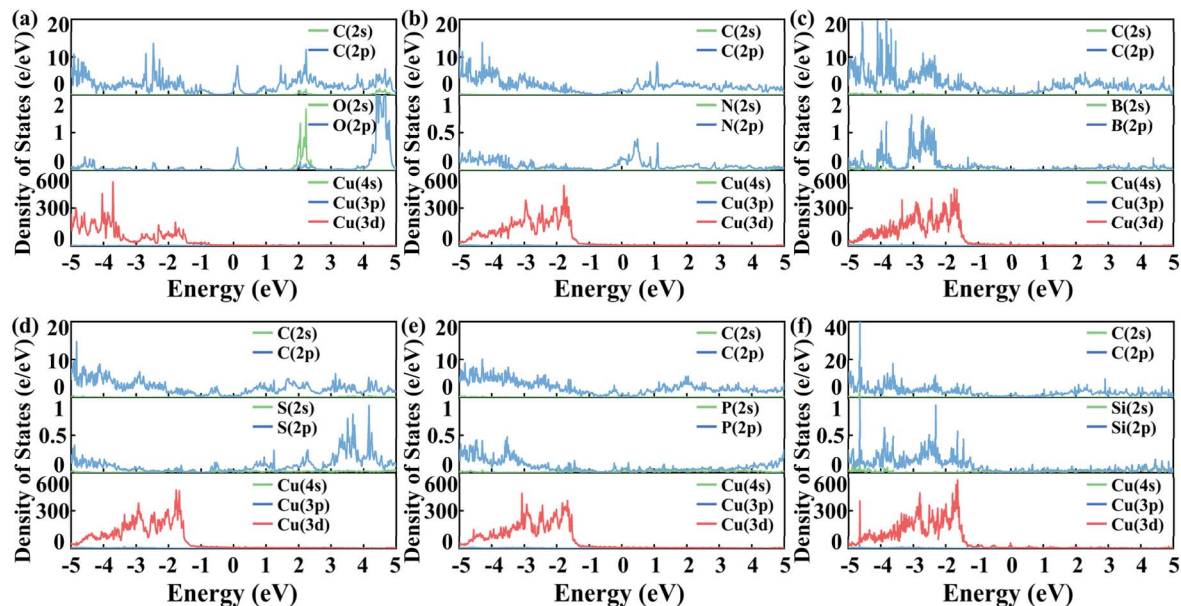 (a)
Density of States (e/eV)
20
10
0
C(2s)
C(2p)
2
1
0
O(2s)
O(2p)
600
300
0
Cu(4s)
Cu(3p)
Cu(3d)
-5 -4 -3 -2 -1 0 1 2 3 4 5
Energy (eV)
(b)
Density of States (e/eV)
20
10
0
C(2s)
C(2p)
1
0.5
0
N(2s)
N(2p)
600
300
0
Cu(4s)
Cu(3p)
Cu(3d)
-5 -4 -3 -2 -1 0 1 2 3 4 5
Energy (eV)
(c)
Density of States (e/eV)
20
10
0
C(2s)
C(2p)
2
1
0
B(2s)
B(2p)
600
300
0
Cu(4s)
Cu(3p)
Cu(3d)
-5 -4 -3 -2 -1 0 1 2 3 4 5
Energy (eV)
(d)
Density of States (e/eV)
20
10
0
C(2s)
C(2p)
1
0.5
0
S(2s)
S(2p)
600
300
0
Cu(4s)
Cu(3p)
Cu(3d)
-5 -4 -3 -2 -1 0 1 2 3 4 5
Energy (eV)
(e)
Density of States (e/eV)
20
10
0
C(2s)
C(2p)
1
0.5
0
P(2s)
P(2p)
600
300
0
Cu(4s)
Cu(3p)
Cu(3d)
-5 -4 -3 -2 -1 0 1 2 3 4 5
Energy (eV)
(f)
Density of States (e/eV)
40
20
0
C(2s)
C(2p)
1
0.5
0
Si(2s)
Si(2p)
600
300
0
Cu(4s)
Cu(3p)
Cu(3d)
-5 -4 -3 -2 -1 0 1 2 3 4 5
Energy (eV)